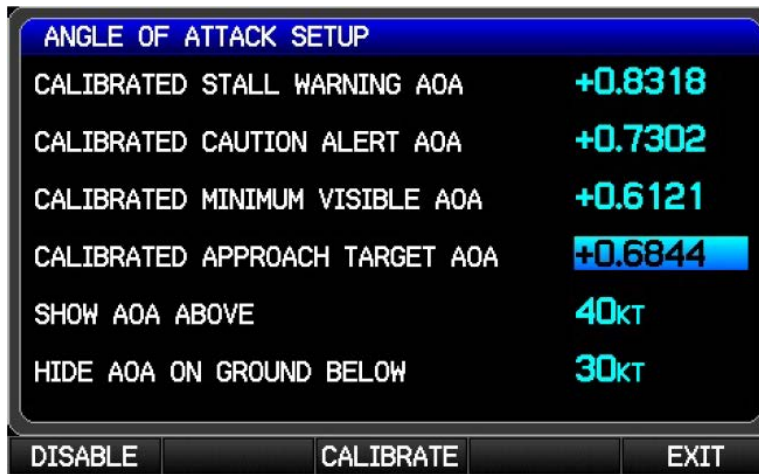 ANGLE OF ATTACK SETUP
CALIBRATED STALL WARNING AOA +0.8318
CALIBRATED CAUTION ALERT AOA +0.7302
CALIBRATED MINIMUM VISIBLE AOA +0.6121
CALIBRATED APPROACH TARGET AOA +0.6844
SHOW AOA ABOVE 40KT
HIDE AOA ON GROUND BELOW 30KT
DISABLE CALIBRATE EXIT